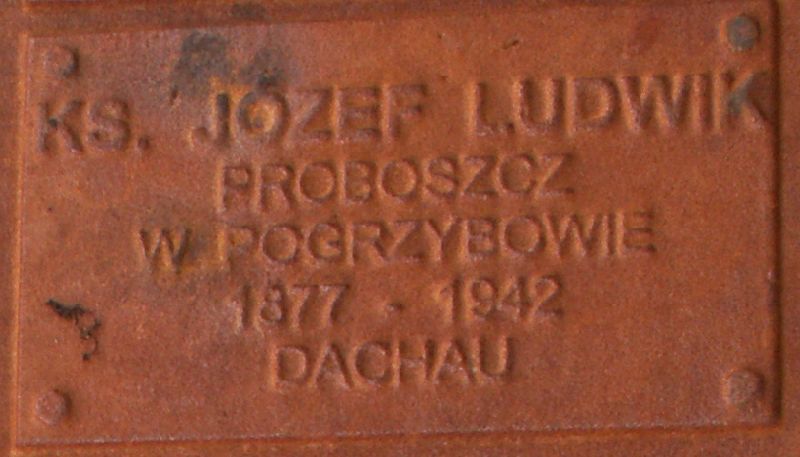 KS. JÓZEF LUDWIK
PROBOSZCZ
W POGRZYBOWIE
1877 - 1942
DACHAU